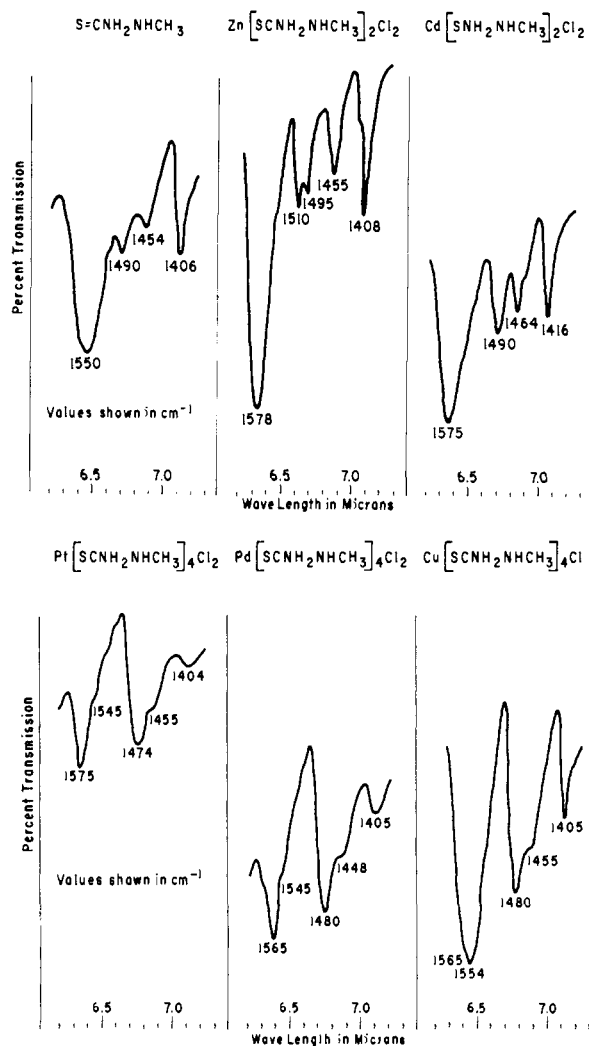 S=CNH₂NHCH₃
Zn[SCNH₂NHCH₃]₂Cl₂
Cd[SNH₂NHCH₃]₂Cl₂
Percent Transmission
1550
1490
1454
1406
1578
1510
1495
1455
1408
1575
1490
1464
1416
Values shown in cm⁻¹
6.5 7.0
6.5 7.0
6.5 7.0
Wave Length in Microns
Pt[SCNH₂NHCH₃]₄Cl₂
Pd[SCNH₂NHCH₃]₄Cl₂
Cu[SCNH₂NHCH₃]₄Cl
Percent Transmission
1575
1545
1474
1455
1404
1565
1545
1480
1448
1405
1565
1554
1480
1455
1405
Values shown in cm⁻¹
6.5 7.0
6.5 7.0
6.5 7.0
Wave Length in Microns